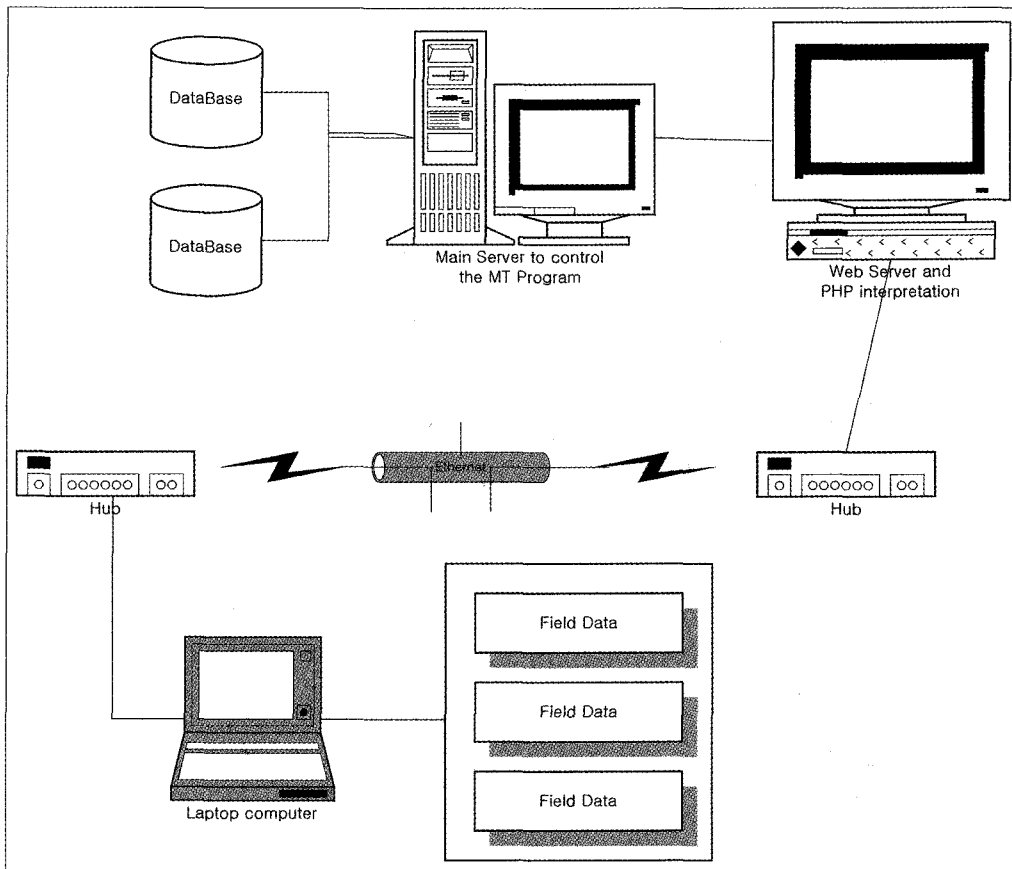 DataBase
DataBase
Main Server to control
the MT Program
Web Server and
PHP interpretation
Ethernet
Hub
Hub
Field Data
Field Data
Field Data
Laptop computer